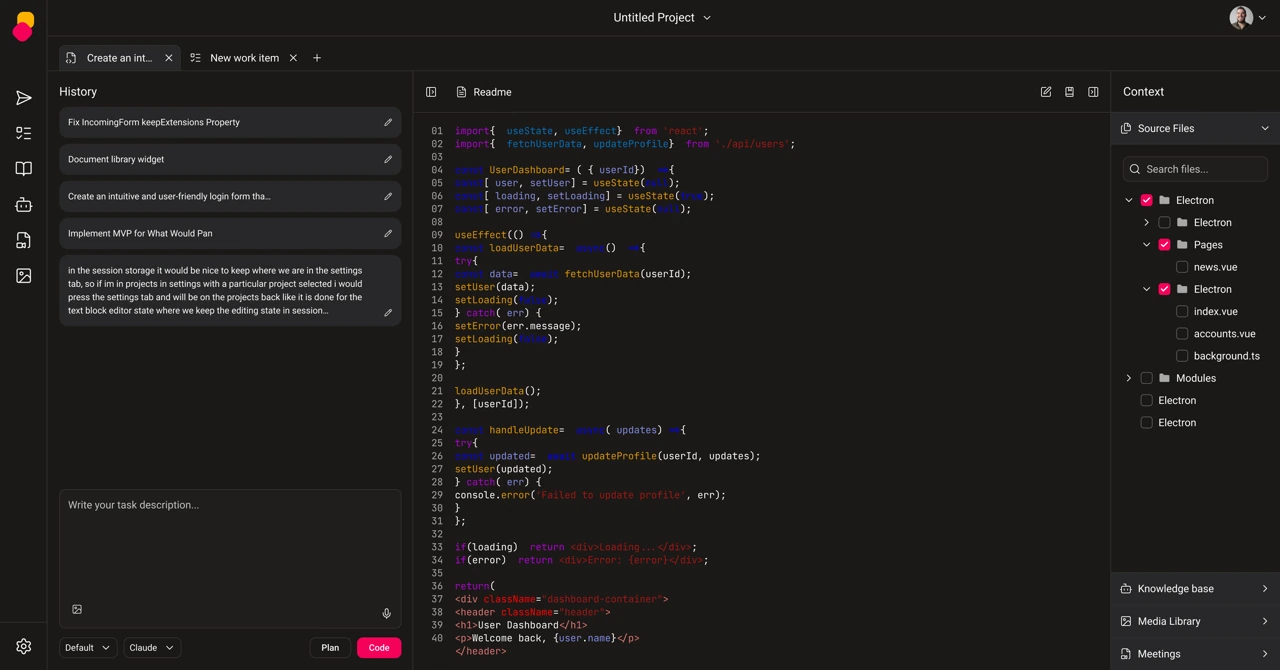 Untitled Project
Create an int...
New work item
History
Fix IncomingForm keepExtensions Property
Document library widget
Create an intuitive and user-friendly login form tha...
Implement MVP for What Would Pan
in the session storage it would be nice to keep where we are in the settings
tab, so if im in projects in settings with a particular project selected i would
press the settings tab and will be on the projects back like it is done for the
text block editor state where we keep the editing state in session...
Write your task description...
Default
Claude
Plan
Code
Readme
01 import{ useState, useEffect} from 'react';
02 import{ fetchUserData, updateProfile} from './api/users';
03
04 const UserDashboard= ( { userId}) =>{
05 const[ user, setUser] = useState(null);
06 const[ loading, setLoading] = useState(true);
07 const[ error, setError] = useState(null);
08
09 useEffect(() =>{
10 const loadUserData= async() =>{
11 try{
12 const data= await fetchUserData(userId);
13 setUser(data);
14 setLoading(false);
15 } catch( err) {
16 setError(err.message);
17 setLoading(false);
18 }
19 };
20
21 loadUserData();
22 }, [userId]);
23
24 const handleUpdate= async( updates) =>{
25 try{
26 const updated= await updateProfile(userId, updates);
27 setUser(updated);
28 } catch( err) {
29 console.error('Failed to update profile', err);
30 }
31 };
32
33 if(loading) return <div>Loading...</div>;
34 if(error) return <div>Error: {error}</div>;
35
36 return(
37 <div className="dashboard-container">
38 <header className="header">
39 <h1>User Dashboard</h1>
40 <p>Welcome back, {user.name}</p>
</header>
Context
Source Files
Search files...
Electron
Electron
Pages
news.vue
Electron
index.vue
accounts.vue
background.ts
Modules
Electron
Electron
Knowledge base
Media Library
Meetings